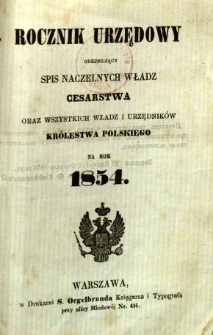 ROCZNIK URZĘDOWY
OBEJMUJĄCY
SPIS NACZELNYCH WŁADZ
CESARSTWA
ORAZ WSZYSTKICH WŁADZ I URZĘDNIKÓW
KRÓLESTWA POLSKIEGO
NA ROK
1854.
WARSZAWA,
w Drukarni S. Orgelbranda Księgarza i Typografa
przy ulicy Miodowéj Nr. 496.